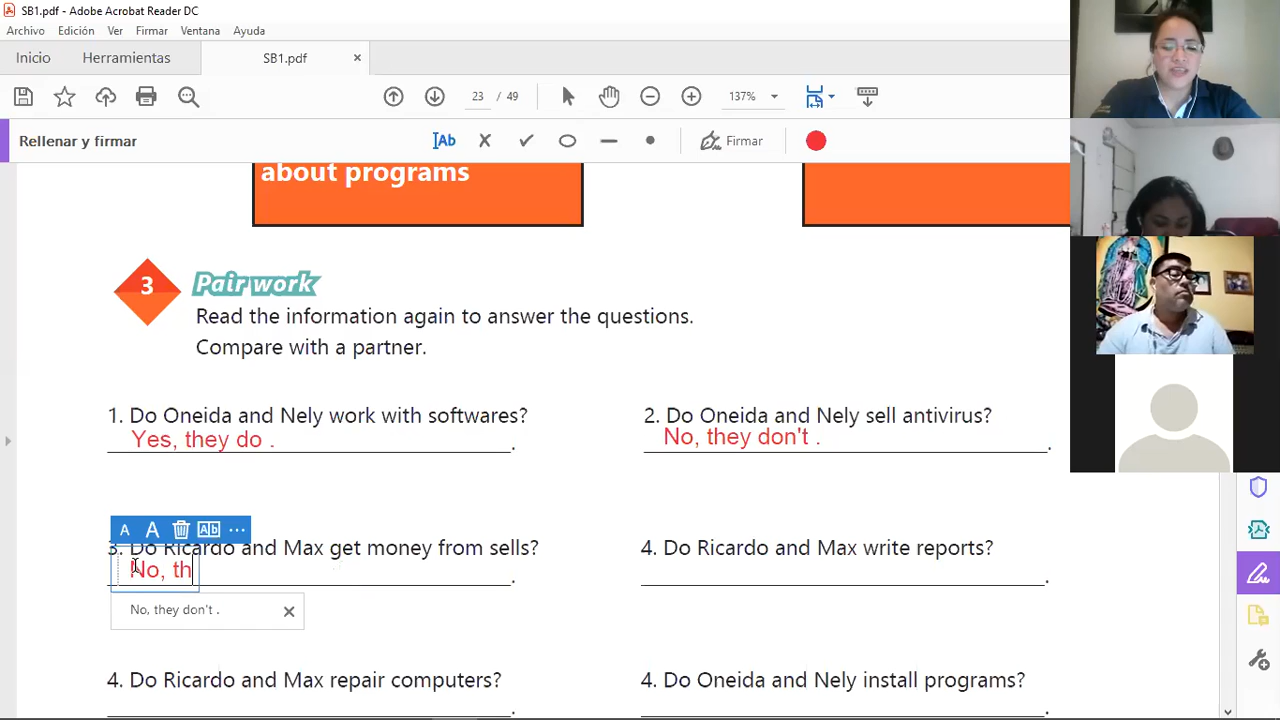 SB1.pdf - Adobe Acrobat Reader DC
Archivo Edición Ver Firmar Ventana Ayuda
Inicio Herramientas SB1.pdf ×
23 / 49 137%
Rellenar y firmar Ab Firmar
about programs
3 Pair work
Read the information again to answer the questions.
Compare with a partner.
1. Do Oneida and Nely work with softwares?
Yes, they do .
.
2. Do Oneida and Nely sell antivirus?
No, they don't .
.
A A Ab ...
3. Do Ricardo and Max get money from sells?
No, th
.
No, they don't .
4. Do Ricardo and Max write reports?
.
4. Do Ricardo and Max repair computers?
.
4. Do Oneida and Nely install programs?
.